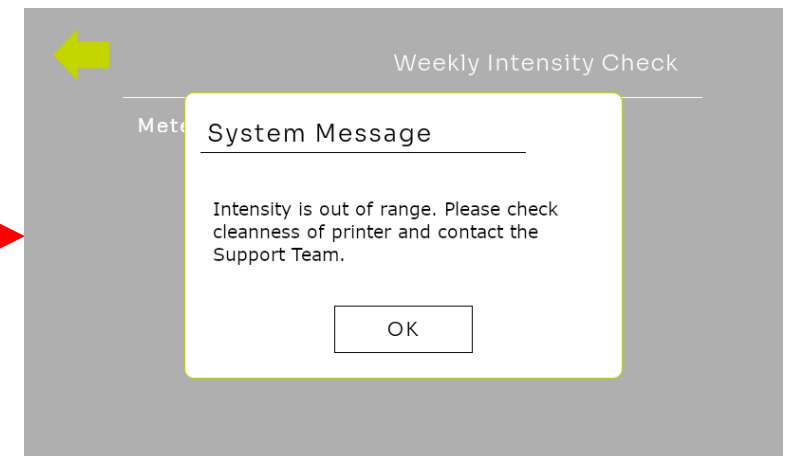 Weekly Intensity Check
System Message
Intensity is out of range. Please check
cleanness of printer and contact the
Support Team.
OK